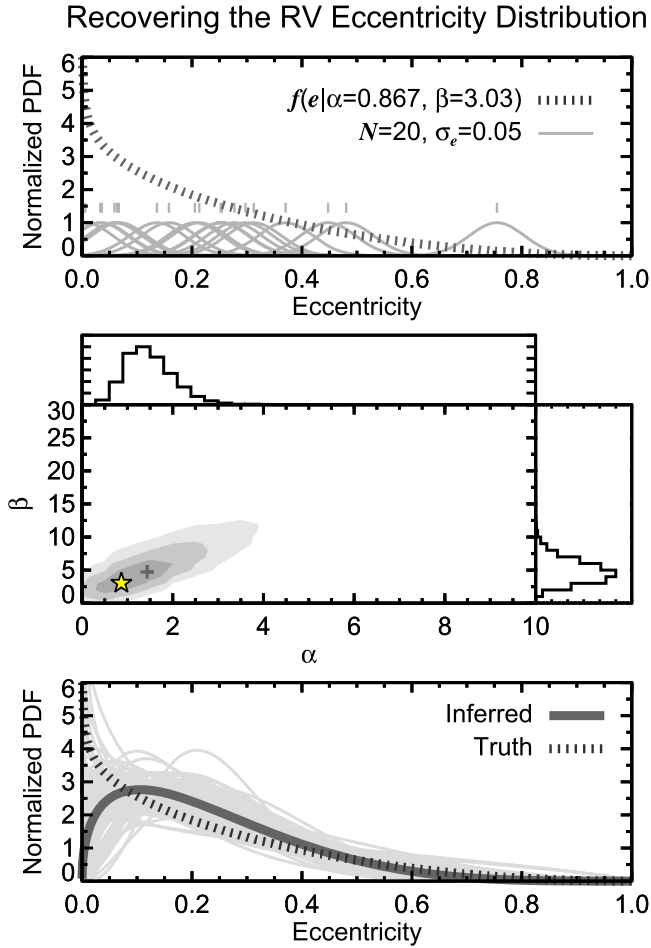 Recovering the RV Eccentricity Distribution
Normalized PDF
6
5
4
3
2
1
0
f(e|α=0.867, β=3.03)
N=20, σe=0.05
0.0 0.2 0.4 0.6 0.8 1.0
Eccentricity
β
30
25
20
15
10
5
0
0 2 4 6 8 10
α
Normalized PDF
6
5
4
3
2
1
0
Inferred
Truth
0.0 0.2 0.4 0.6 0.8 1.0
Eccentricity